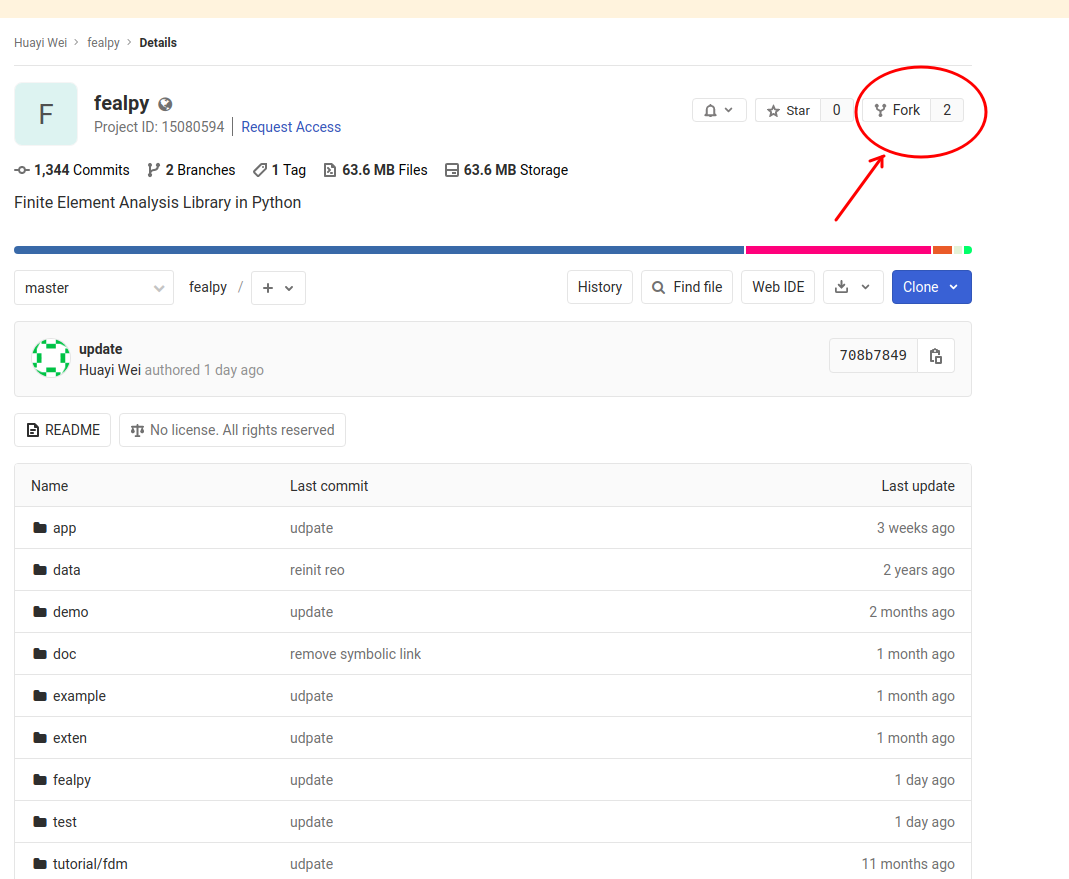 Huayi Wei > fealpy > Details
F
fealpy
Project ID: 15080594 | Request Access
Star 0
Fork 2
1,344 Commits 2 Branches 1 Tag 63.6 MB Files 63.6 MB Storage
Finite Element Analysis Library in Python
master fealpy / + History Find file Web IDE Clone
update
Huayi Wei authored 1 day ago
708b7849
README No license. All rights reserved
Name Last commit Last update
app udpate 3 weeks ago
data reinit reo 2 years ago
demo update 2 months ago
doc remove symbolic link 1 month ago
example udpate 1 month ago
exten udpate 1 month ago
fealpy update 1 day ago
test update 1 day ago
tutorial/fdm udpate 11 months ago